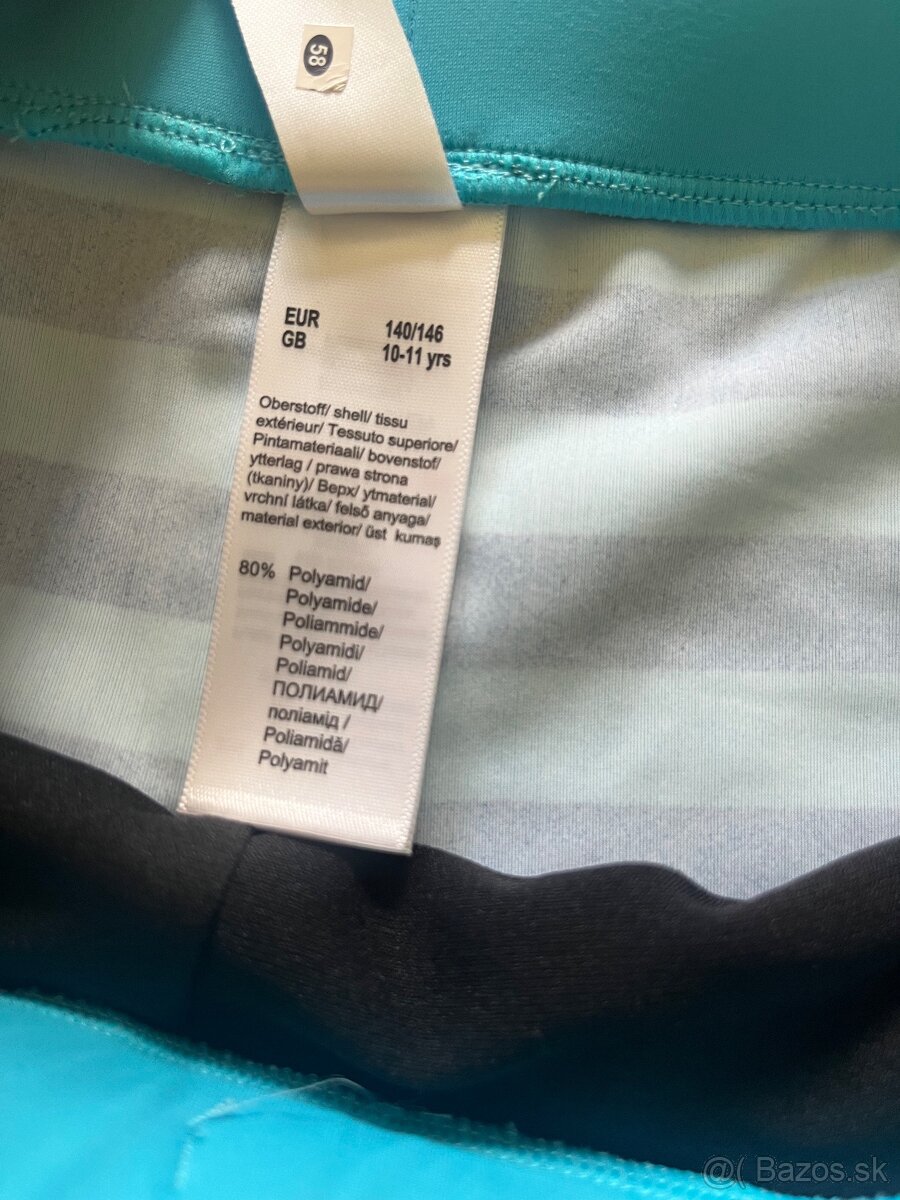 58
EUR 140/146
GB 10-11 yrs
Oberstoff/ shell/ tissu
extérieur/ Tessuto superiore/
Pintamateriaali/ bovenstof/
ytterlag / prawa strona
(tkaniny)/ Верх/ ytmaterial/
vrchní látka/ felső anyaga/
material exterior/ üst kumaş
80% Polyamid/
Polyamide/
Poliammide/
Polyamidi/
Poliamid/
ПОЛИАМИД/
поліамід /
Poliamidă/
Polyamit
@( Bazos.sk